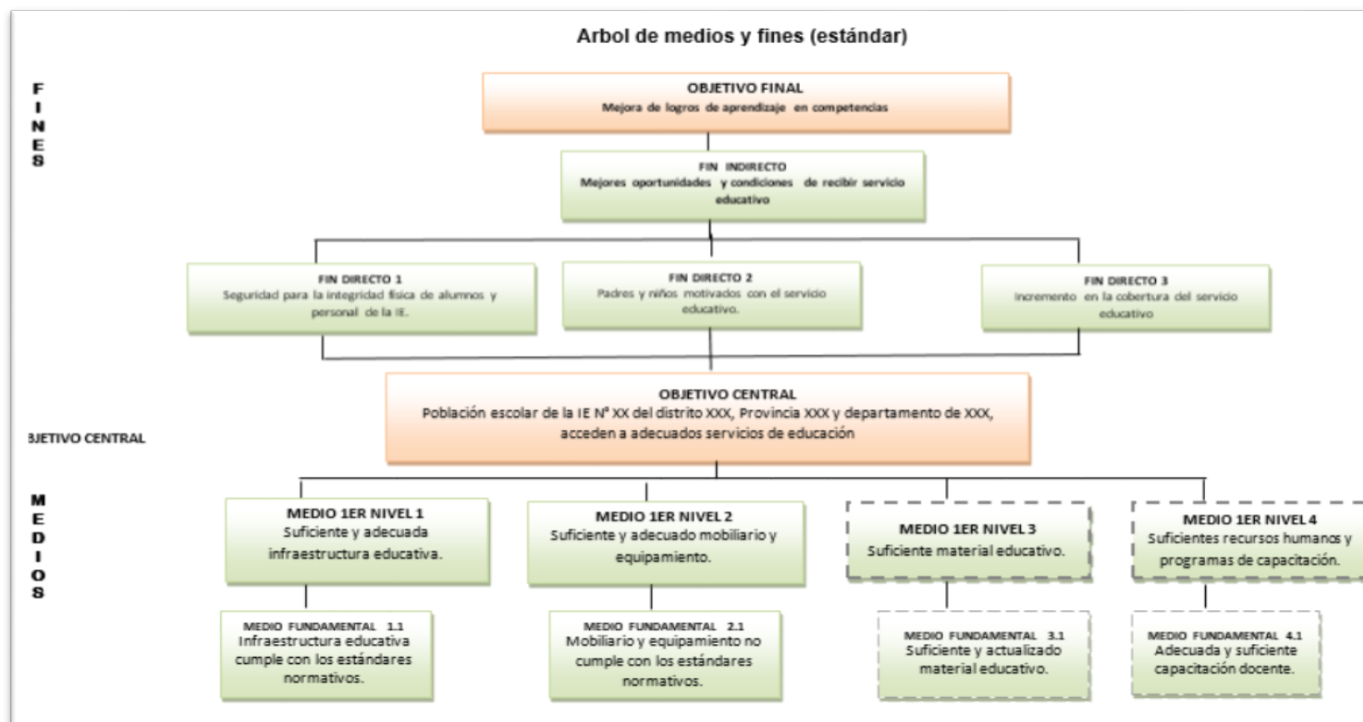 Arbol de medios y fines (estándar)
FINES
OBJETIVO FINAL
Mejora de logros de aprendizaje en competencias
FIN INDIRECTO
Mejores oportunidades y condiciones de recibir servicio
educativo
FIN DIRECTO 1
Seguridad para la integridad física de alumnos y
personal de la IE.
FIN DIRECTO 2
Padres y niños motivados con el servicio
educativo.
FIN DIRECTO 3
Incremento en la cobertura del servicio
educativo
OBJETIVO CENTRAL
Población escolar de la IE N° XX del distrito XXX, Provincia XXX y departamento de XXX,
acceden a adecuados servicios de educación
BJETIVO CENTRAL
MEDIOS
MEDIO 1ER NIVEL 1
Suficiente y adecuada
infraestructura educativa.
MEDIO 1ER NIVEL 2
Suficiente y adecuado mobiliario y
equipamiento.
MEDIO 1ER NIVEL 3
Suficiente material educativo.
MEDIO 1ER NIVEL 4
Suficientes recursos humanos y
programas de capacitación.
MEDIO FUNDAMENTAL 1.1
Infraestructura educativa
cumple con los estándares
normativos.
MEDIO FUNDAMENTAL 2.1
Mobiliario y equipamiento no
cumple con los estándares
normativos.
MEDIO FUNDAMENTAL 3.1
Suficiente y actualizado
material educativo.
MEDIO FUNDAMENTAL 4.1
Adecuada y suficiente
capacitación docente.